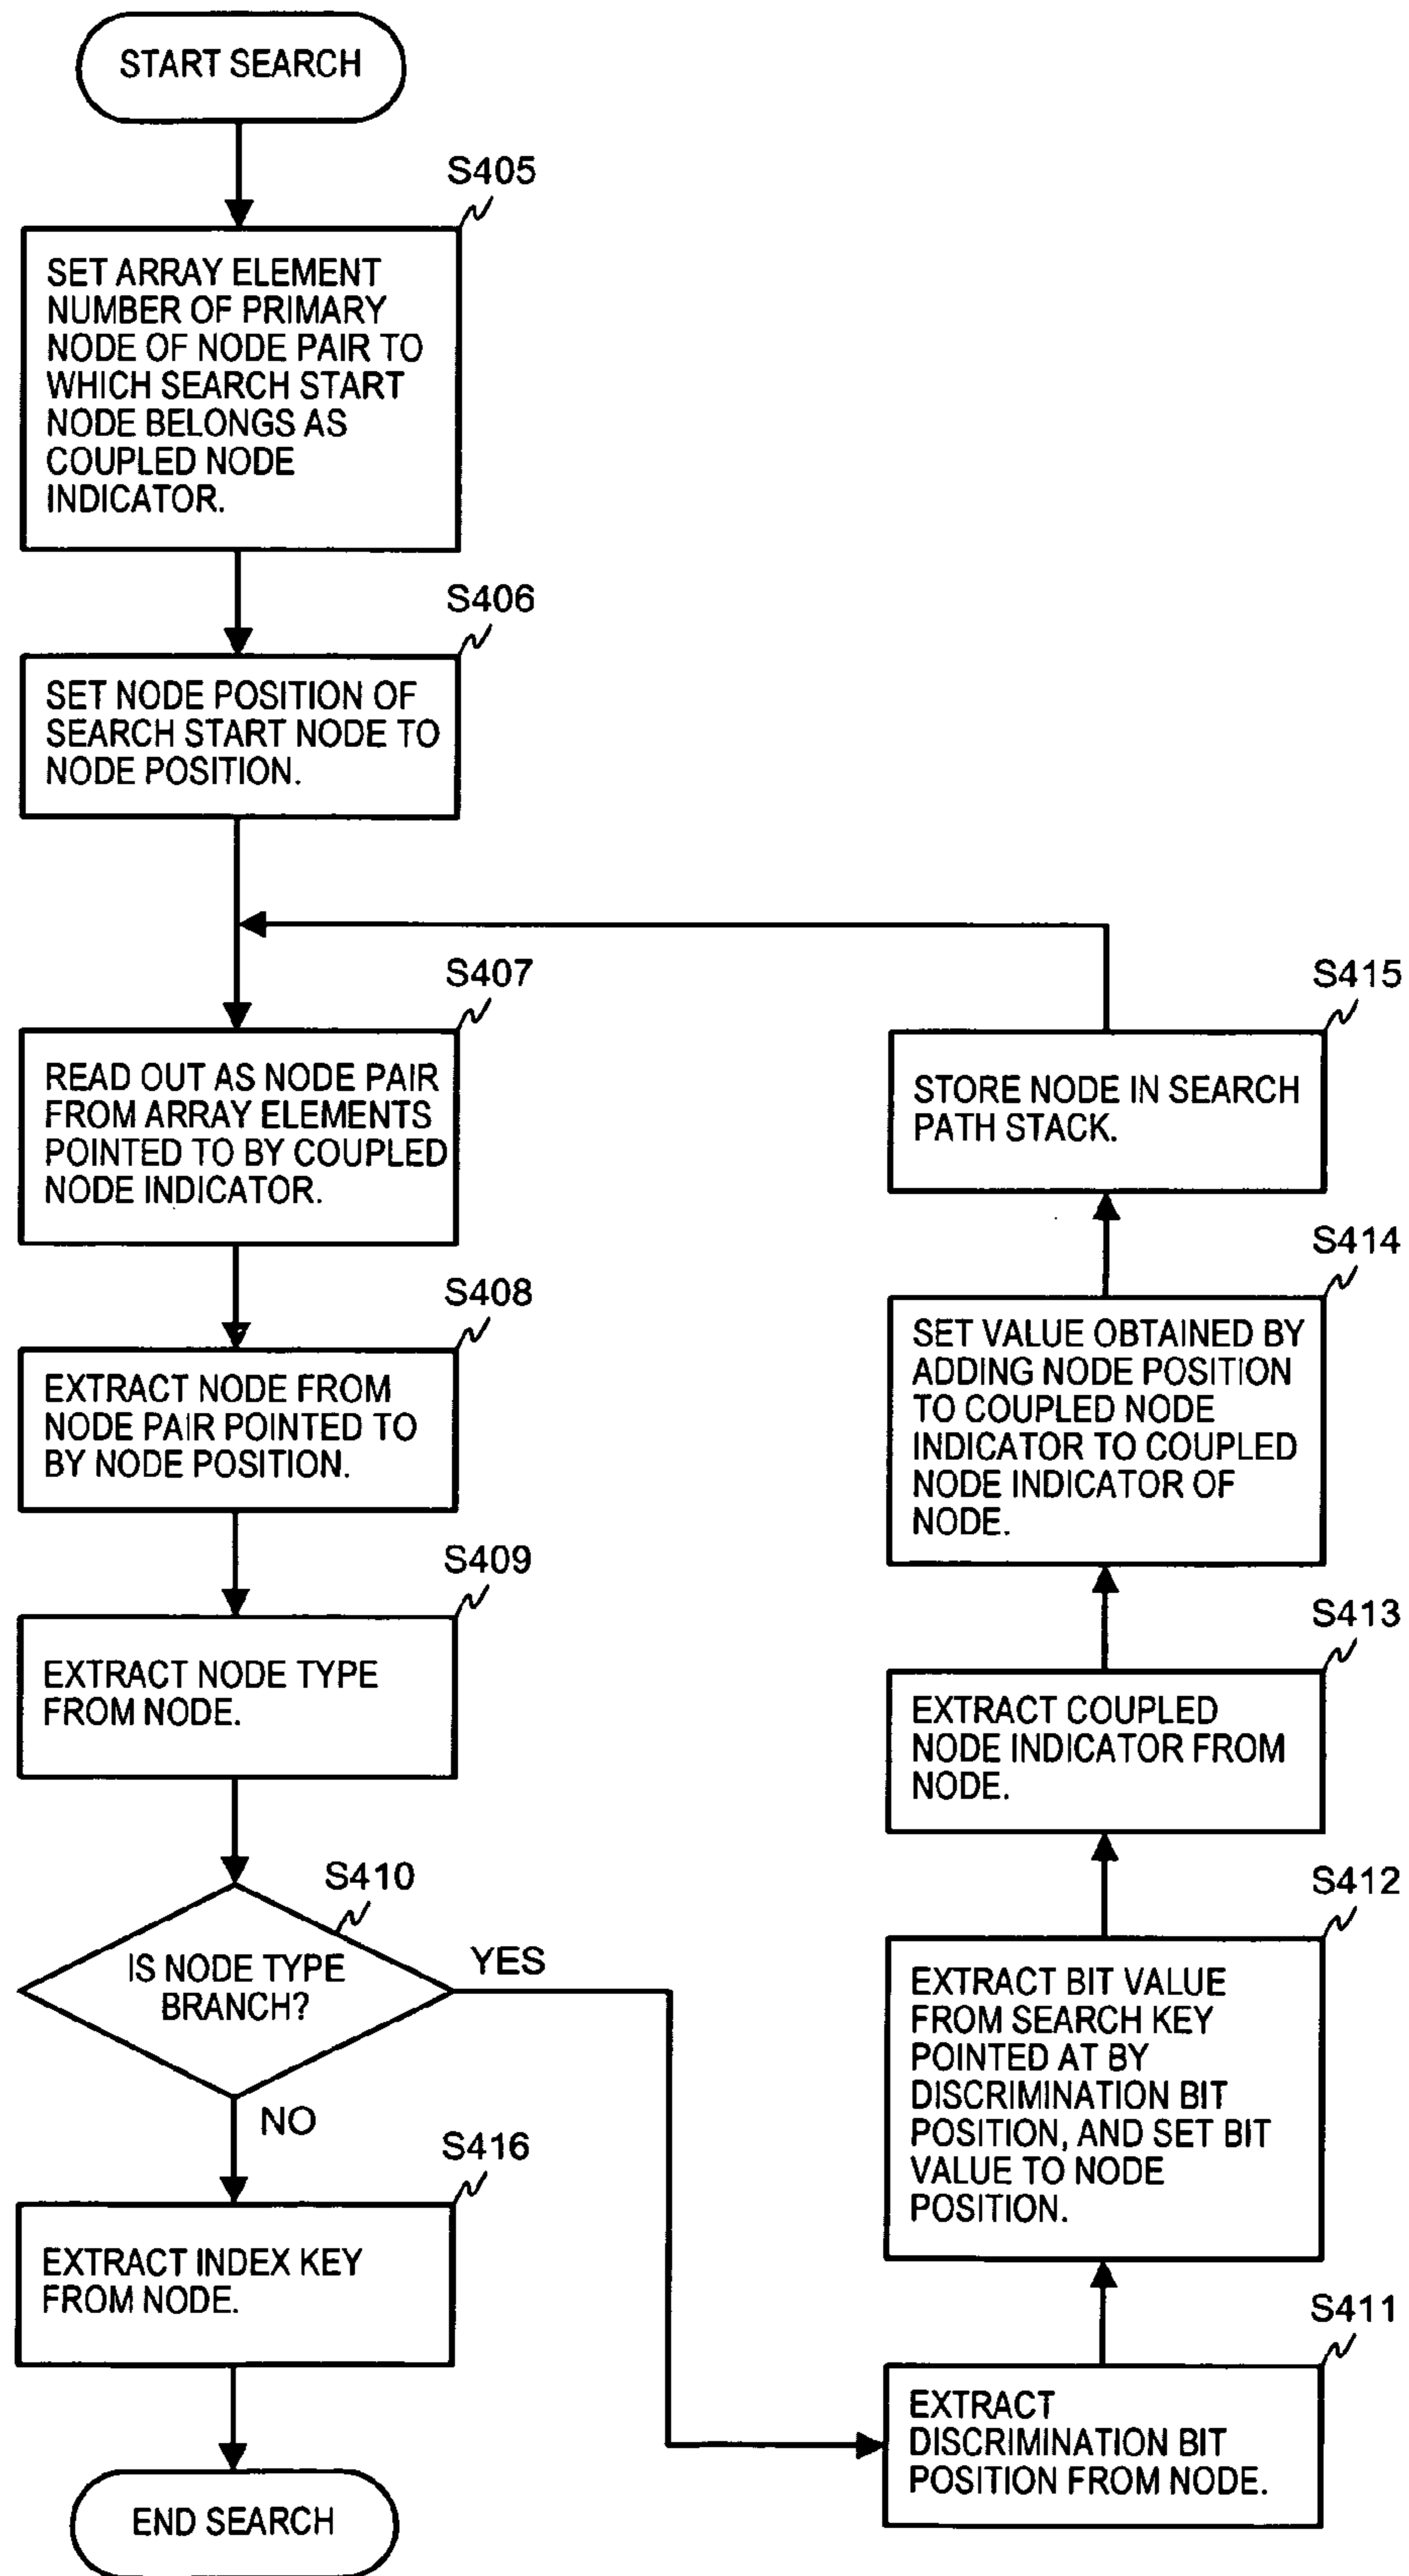 START SEARCH
S405
SET ARRAY ELEMENT
NUMBER OF PRIMARY
NODE OF NODE PAIR TO
WHICH SEARCH START
NODE BELONGS AS
COUPLED NODE
INDICATOR.
S406
SET NODE POSITION OF
SEARCH START NODE TO
NODE POSITION.
S407
READ OUT AS NODE PAIR
FROM ARRAY ELEMENTS
POINTED TO BY COUPLED
NODE INDICATOR.
S408
EXTRACT NODE FROM
NODE PAIR POINTED TO
BY NODE POSITION.
S409
EXTRACT NODE TYPE
FROM NODE.
S410
IS NODE TYPE
BRANCH?
YES
NO
S416
EXTRACT INDEX KEY
FROM NODE.
END SEARCH
S415
STORE NODE IN SEARCH
PATH STACK.
S414
SET VALUE OBTAINED BY
ADDING NODE POSITION
TO COUPLED NODE
INDICATOR TO COUPLED
NODE INDICATOR OF
NODE.
S413
EXTRACT COUPLED
NODE INDICATOR FROM
NODE.
S412
EXTRACT BIT VALUE
FROM SEARCH KEY
POINTED AT BY
DISCRIMINATION BIT
POSITION, AND SET BIT
VALUE TO NODE
POSITION.
S411
EXTRACT
DISCRIMINATION BIT
POSITION FROM NODE.